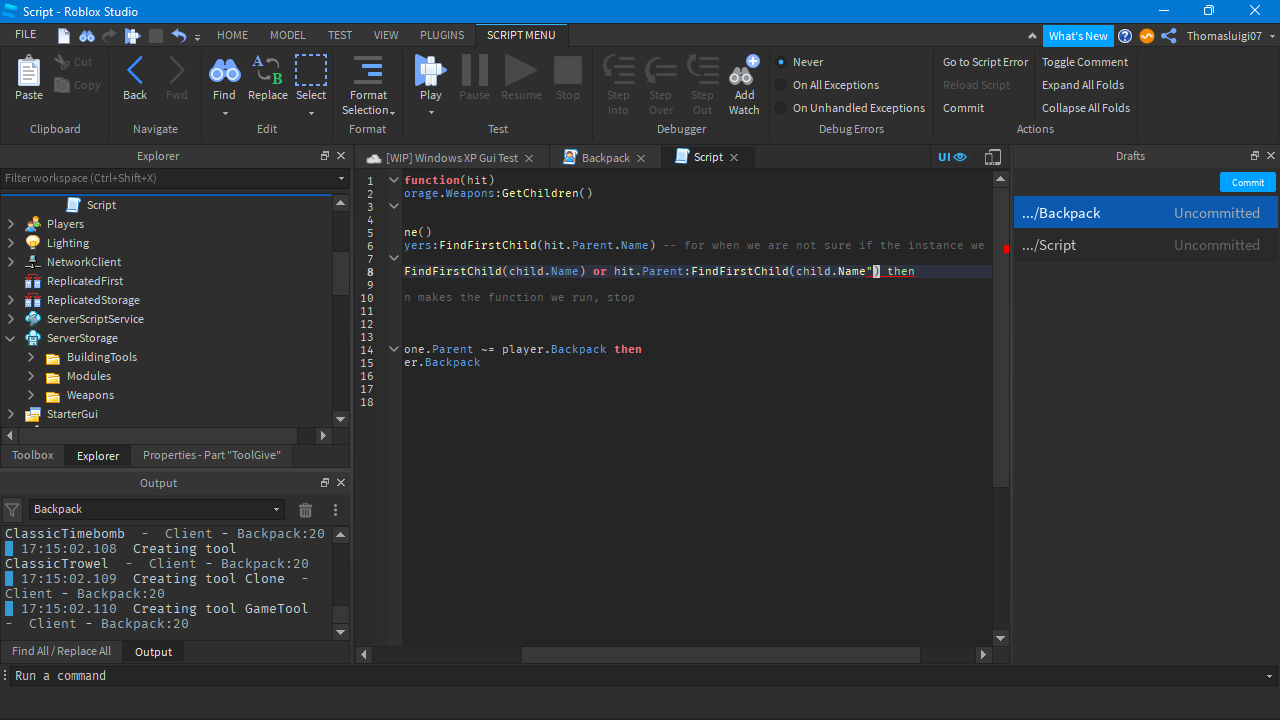 Script - Roblox Studio
FILE HOME MODEL TEST VIEW PLUGINS SCRIPT MENU What's New Thomasluigi07
Paste Cut Copy Back Fwd Find Replace Select Format Selection Play Pause Resume Stop Step Into Step Over Step Out Add Watch
Never Go to Script Error Toggle Comment
On All Exceptions Reload Script Expand All Folds
On Unhandled Exceptions Commit Collapse All Folds
Clipboard Navigate Edit Format Test Debugger Debug Errors Actions
Explorer
Filter workspace (Ctrl+Shift+X)
Script
Players
Lighting
NetworkClient
ReplicatedFirst
ReplicatedStorage
ServerScriptService
ServerStorage
BuildingTools
Modules
Weapons
StarterGui
Toolbox Explorer Properties - Part "ToolGive"
Output
Backpack
ClassicTimebomb - Client - Backpack:20
17:15:02.108 Creating tool
ClassicTrowel - Client - Backpack:20
17:15:02.109 Creating tool Clone -
Client - Backpack:20
17:15:02.110 Creating tool GameTool
- Client - Backpack:20
Find All / Replace All Output
[WIP] Windows XP Gui Test Backpack Script UI
1 function(hit)
2 orage.Weapons:GetChildren()
3
4
5 ne()
6 yers:FindFirstChild(hit.Parent.Name) -- for when we are not sure if the instance we
7
8 FindFirstChild(child.Name) or hit.Parent:FindFirstChild(child.Name") then
9
10 n makes the function we run, stop
11
12
13
14 one.Parent ~= player.Backpack then
15 er.Backpack
16
17
18
Drafts
Commit
.../Backpack Uncommitted
.../Script Uncommitted
Run a command